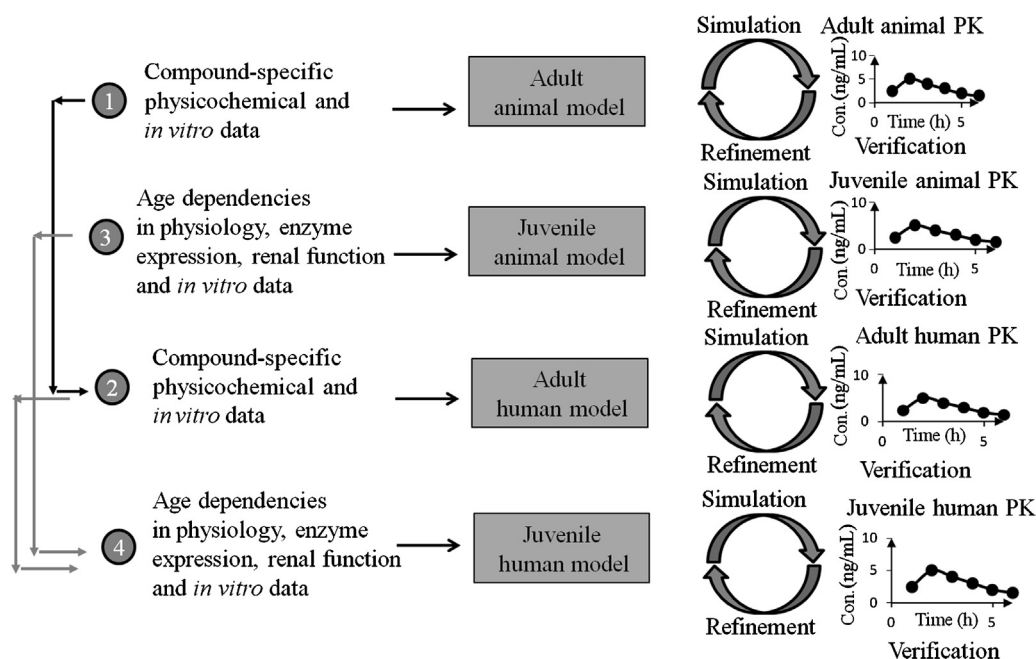 Simulation
Adult animal PK
1
Compound-specific
physicochemical and
in vitro data
Adult
animal model
Refinement
Con.(ng/mL)
10
5
0
0
Time (h)
5
Verification
3
Age dependencies
in physiology, enzyme
expression, renal function
and in vitro data
Juvenile
animal model
Simulation
Refinement
Juvenile animal PK
Con.(ng/mL)
10
0
0
Time (h)
5
Verification
2
Compound-specific
physicochemical and
in vitro data
Adult
human model
Simulation
Refinement
Adult human PK
Con.(ng/mL)
10
0
0
Time (h)
5
Verification
4
Age dependencies
in physiology, enzyme
expression, renal function
and in vitro data
Juvenile
human model
Simulation
Refinement
Juvenile human PK
Con.(ng/mL)
10
5
0
0
Time (h)
5
Verification